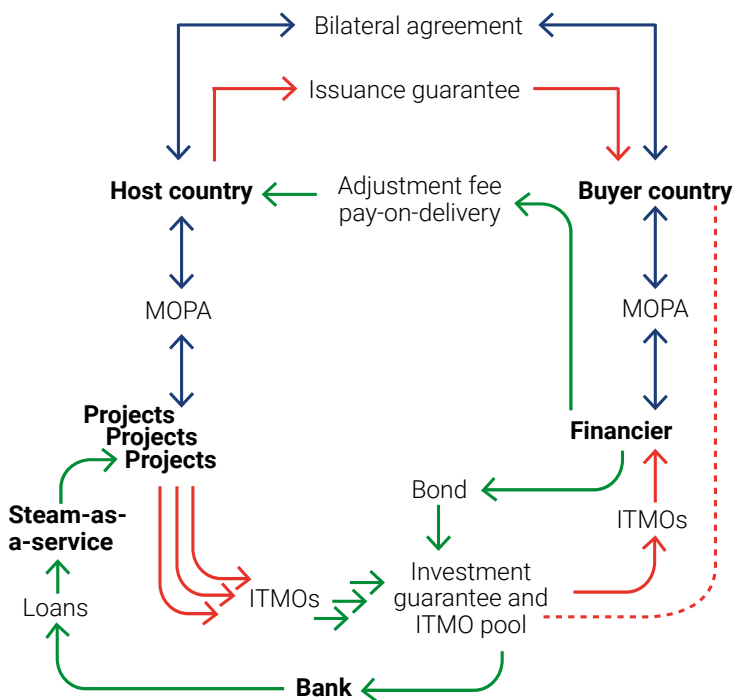 Bilateral agreement
Issuance guarantee
Host country
Adjustment fee
pay-on-delivery
Buyer country
MOPA
MOPA
Projects
Projects
Projects
Financier
Bond
Steam-as-
a-service
ITMOs
Loans
ITMOs
Investment
guarantee and
ITMO pool
Bank